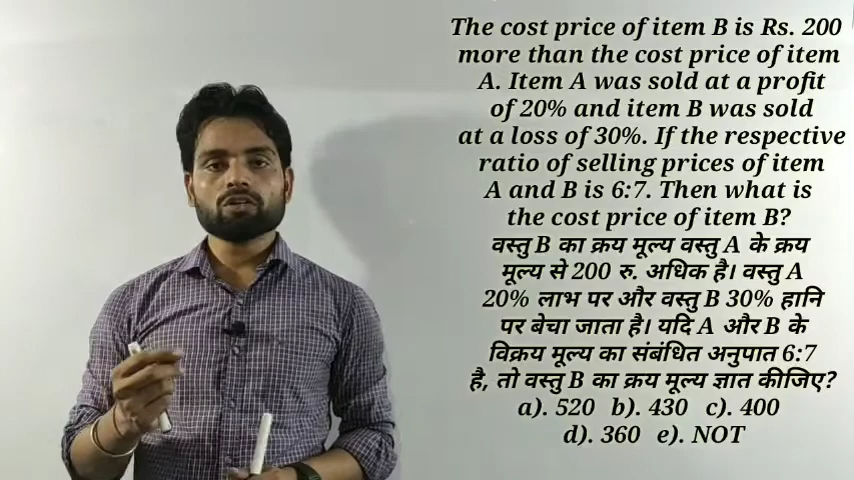 The cost price of item B is Rs. 200
more than the cost price of item
A. Item A was sold at a profit
of 20% and item B was sold
at a loss of 30%. If the respective
ratio of selling prices of item
A and B is 6:7. Then what is
the cost price of item B?
वस्तु B का क्रय मूल्य वस्तु A के क्रय
मूल्य से 200 रु. अधिक है। वस्तु A
20% लाभ पर और वस्तु B 30% हानि
पर बेचा जाता है। यदि A और B के
विक्रय मूल्य का संबंधित अनुपात 6:7
है, तो वस्तु B का क्रय मूल्य ज्ञात कीजिए?
a). 520 b). 430 c). 400
d). 360 e). NOT